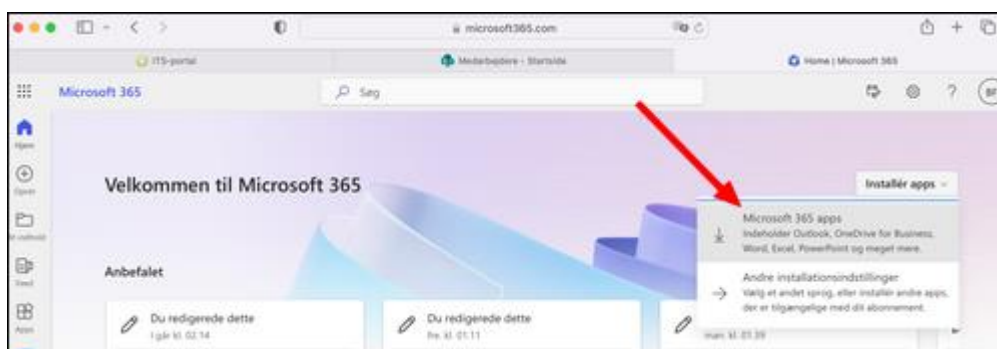 microsoft365.com
ITS-portal
Medarbejdere - Startside
Home | Microsoft 365
Microsoft 365
Søg
?
BF
Hjem
Opret
Velkommen til Microsoft 365
Installér apps
Microsoft 365 apps
Indeholder Outlook, OneDrive for Business,
Word, Excel, PowerPoint og meget mere.
Feed
Anbefalet
Andre installationsindstillinger
Vælg et andet sprog, eller installér andre apps,
der er tilgængelige med dit abonnement.
Apps
Du redigerede dette
I går kl. 02.14
Du redigerede dette
fre. kl. 01.11
man. kl. 01.39